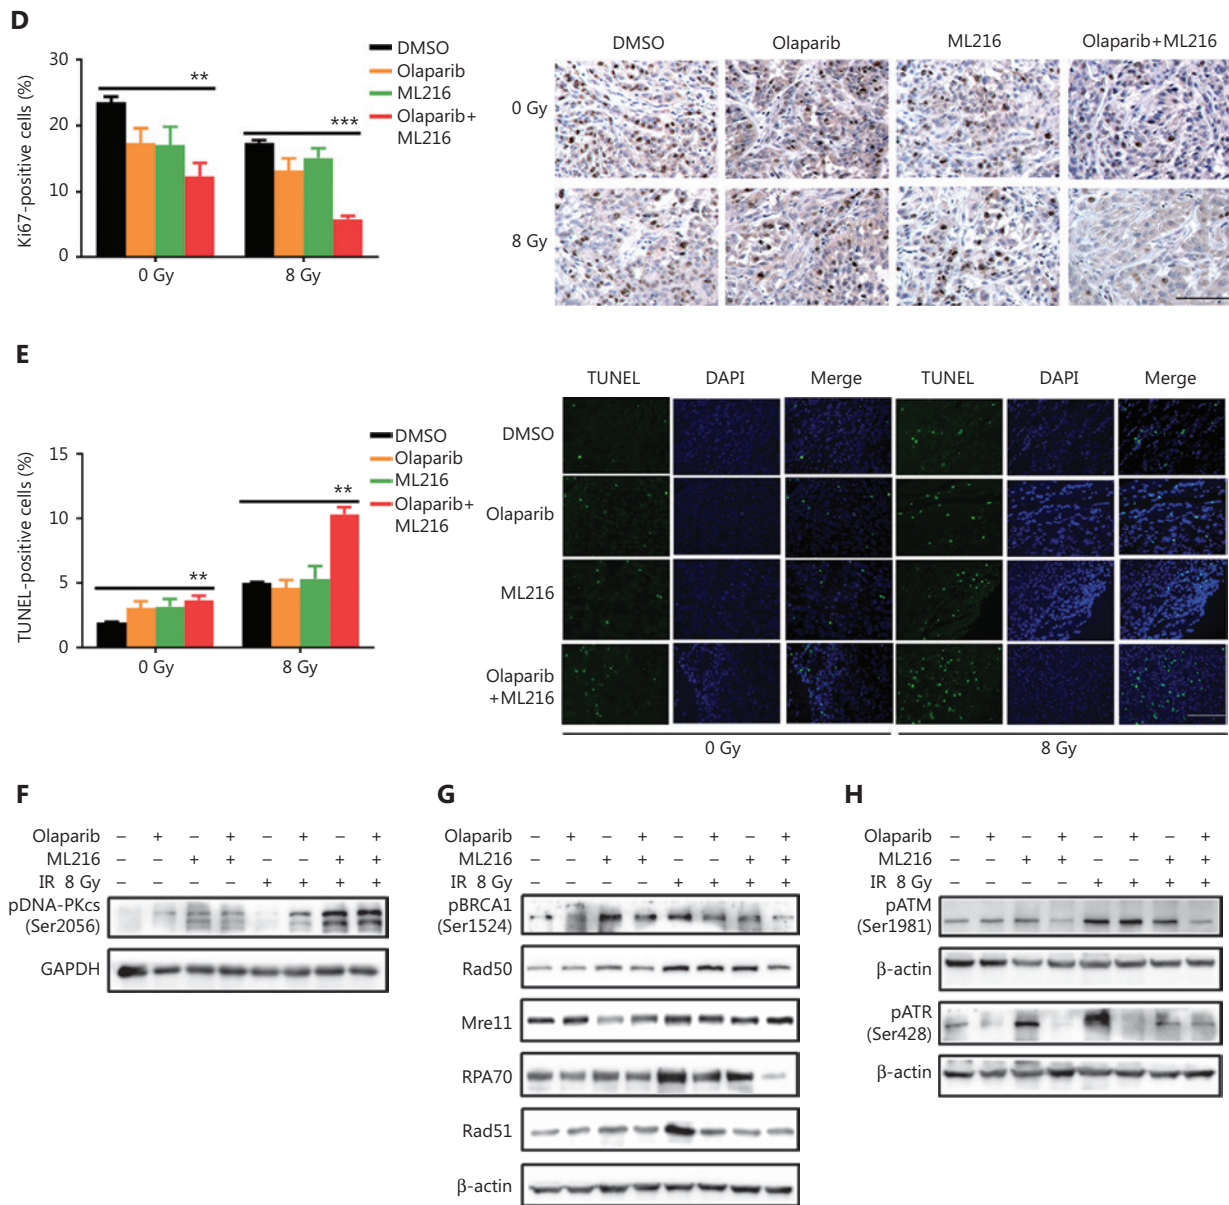 D
DMSO
Olaparib
ML216
Olaparib+
ML216
Ki67-positive cells (%)
30
20
10
0
**
***
0 Gy
8 Gy
DMSO
Olaparib
ML216
Olaparib+ML216
0 Gy
8 Gy
E
DMSO
Olaparib
ML216
Olaparib+
ML216
TUNEL-positive cells (%)
15
10
5
0
**
**
0 Gy
8 Gy
TUNEL
DAPI
Merge
TUNEL
DAPI
Merge
DMSO
Olaparib
ML216
Olaparib
+ML216
0 Gy
8 Gy
F
Olaparib – + – + – + – +
ML216 – – + + – – + +
IR 8 Gy – – – – + + + +
pDNA-PKcs
(Ser2056)
GAPDH
G
Olaparib – + – + – + – +
ML216 – – + + – – + +
IR 8 Gy – – – – + + + +
pBRCA1
(Ser1524)
Rad50
Mre11
RPA70
Rad51
β-actin
H
Olaparib – + – + – + – +
ML216 – – + + – – + +
IR 8 Gy – – – – + + + +
pATM
(Ser1981)
β-actin
pATR
(Ser428)
β-actin